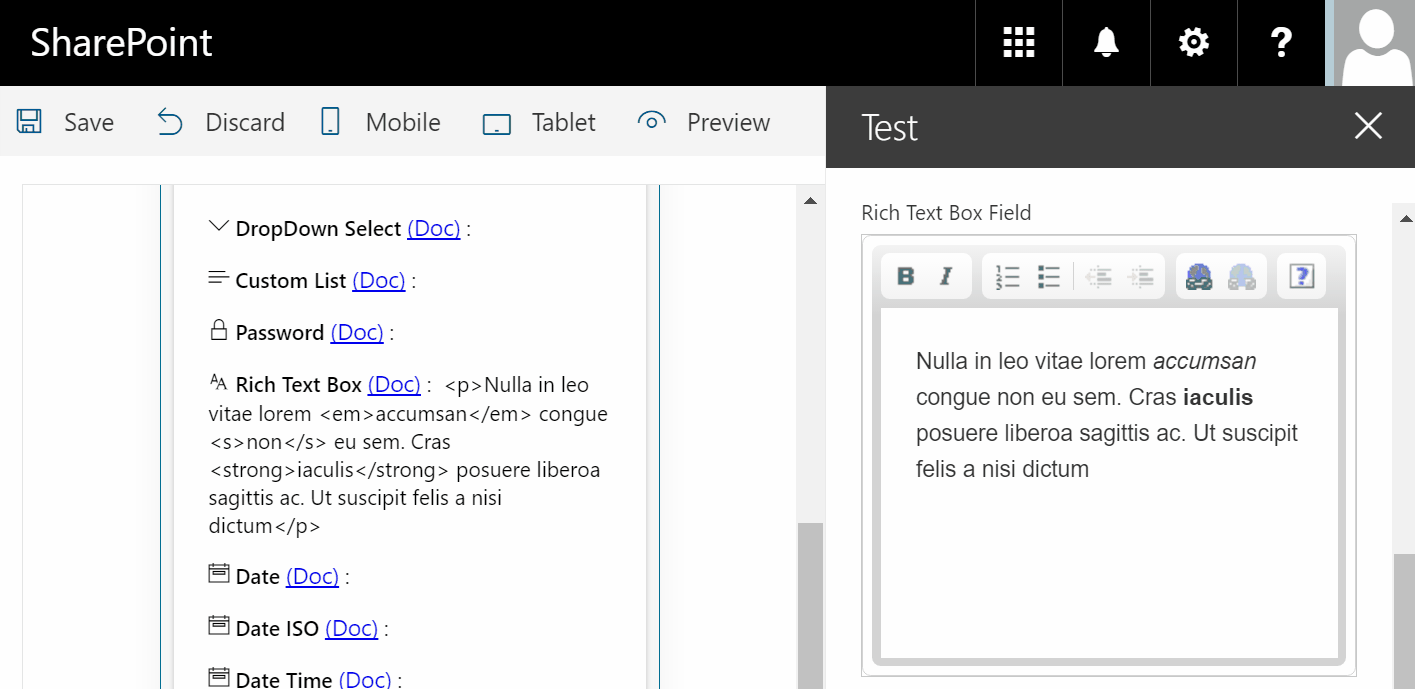 SharePoint
?
Save Discard Mobile Tablet Preview
Test
DropDown Select (Doc) :
Custom List (Doc) :
Password (Doc) :
AA Rich Text Box (Doc) : <p>Nulla in leo
vitae lorem <em>accumsan</em> congue
<s>non</s> eu sem. Cras
<strong>iaculis</strong> posuere liberoa
sagittis ac. Ut suscipit felis a nisi
dictum</p>
Date (Doc) :
Date ISO (Doc) :
Date Time (Doc) :
Rich Text Box Field
B I ?
Nulla in leo vitae lorem accumsan
congue non eu sem. Cras iaculis
posuere liberoa sagittis ac. Ut suscipit
felis a nisi dictum